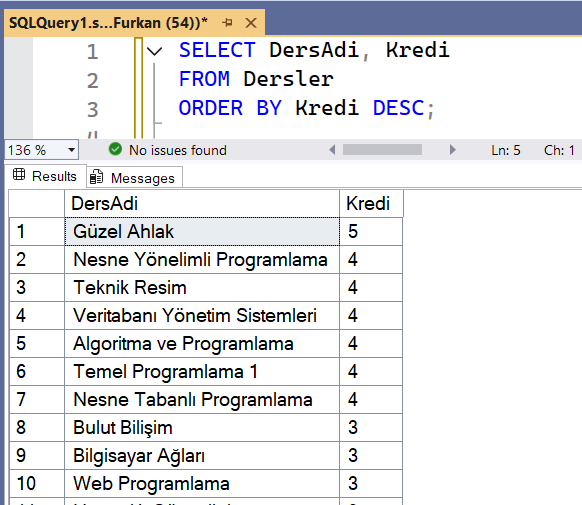 SQLQuery1.s...Furkan (54))*
1 SELECT DersAdi, Kredi
2 FROM Dersler
3 ORDER BY Kredi DESC;
136 % No issues found Ln: 5 Ch: 1
Results Messages
DersAdi Kredi
1 Güzel Ahlak 5
2 Nesne Yönelimli Programlama 4
3 Teknik Resim 4
4 Veritabanı Yönetim Sistemleri 4
5 Algoritma ve Programlama 4
6 Temel Programlama 1 4
7 Nesne Tabanlı Programlama 4
8 Bulut Bilişim 3
9 Bilgisayar Ağları 3
10 Web Programlama 3